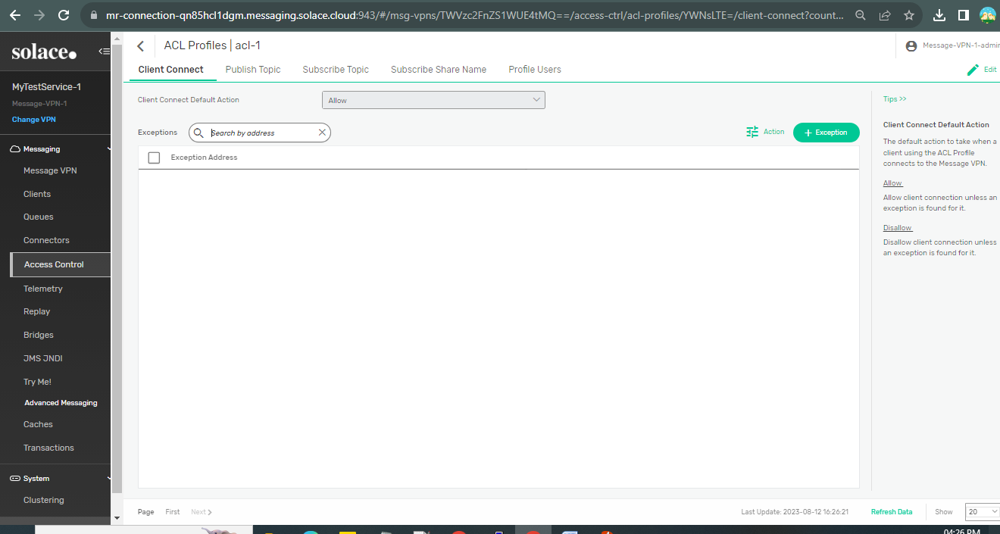 mr-connection-qn85hcl1dgm.messaging.solace.cloud:943/#/msg-vpns/TWVzc2FnZS1WUE4tMQ==/access-ctrl/acl-profiles/YWNsLTE=/client-connect?count...
solace.
ACL Profiles | acl-1
Message-VPN-1-admin
Client Connect
Publish Topic
Subscribe Topic
Subscribe Share Name
Profile Users
Edit
MyTestService-1
Message-VPN-1
Change VPN
Messaging
Message VPN
Clients
Queues
Connectors
Access Control
Telemetry
Replay
Bridges
JMS JNDI
Try Me!
Advanced Messaging
Caches
Transactions
System
Clustering
Client Connect Default Action
Allow
Exceptions
Search by address
Action
+ Exception
Exception Address
Tips >>
Client Connect Default Action
The default action to take when a
client using the ACL Profile
connects to the Message VPN.
Allow
Allow client connection unless an
exception is found for it.
Disallow
Disallow client connection unless
an exception is found for it.
Page
First
Next >
Last Update: 2023-08-12 16:26:21
Refresh Data
Show
20
04:26 PM